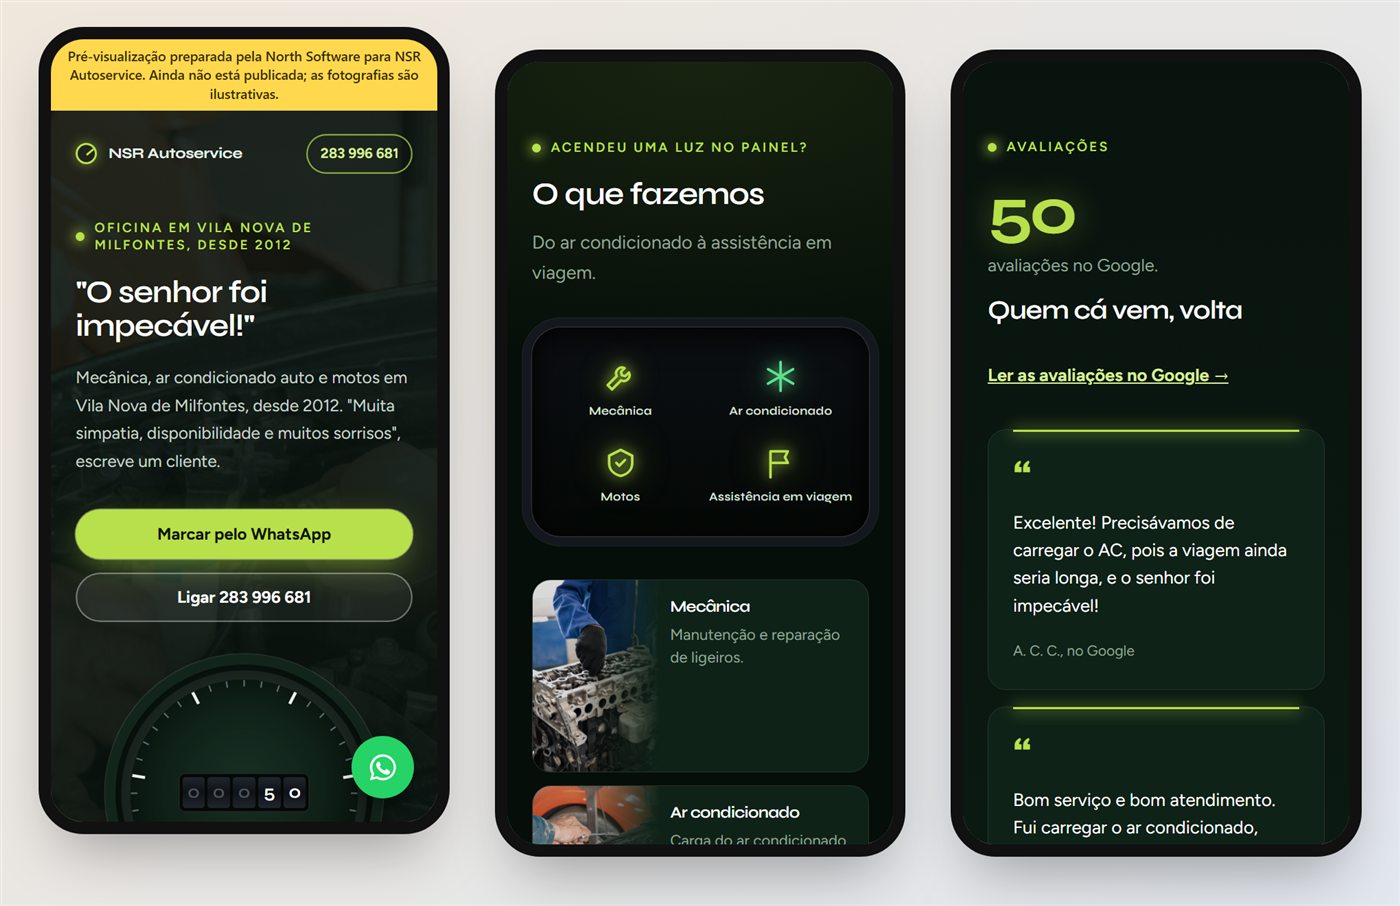 Pré-visualização preparada pela North Software para NSR
Autoservice. Ainda não está publicada; as fotografias são
ilustrativas.
NSR Autoservice
283 996 681
OFICINA EM VILA NOVA DE
MILFONTES, DESDE 2012
"O senhor foi
impecável!"
Mecânica, ar condicionado auto e motos em
Vila Nova de Milfontes, desde 2012. "Muita
simpatia, disponibilidade e muitos sorrisos",
escreve um cliente.
Marcar pelo WhatsApp
Ligar 283 996 681
0 0 0 5 0
ACENDEU UMA LUZ NO PAINEL?
O que fazemos
Do ar condicionado à assistência em
viagem.
Mecânica
Ar condicionado
Motos
Assistência em viagem
Mecânica
Manutenção e reparação
de ligeiros.
Ar condicionado
Carga do ar condicionado
AVALIAÇÕES
50
avaliações no Google.
Quem cá vem, volta
Ler as avaliações no Google →
“
Excelente! Precisávamos de
carregar o AC, pois a viagem ainda
seria longa, e o senhor foi
impecável!
A. C. C., no Google
“
Bom serviço e bom atendimento.
Fui carregar o ar condicionado,